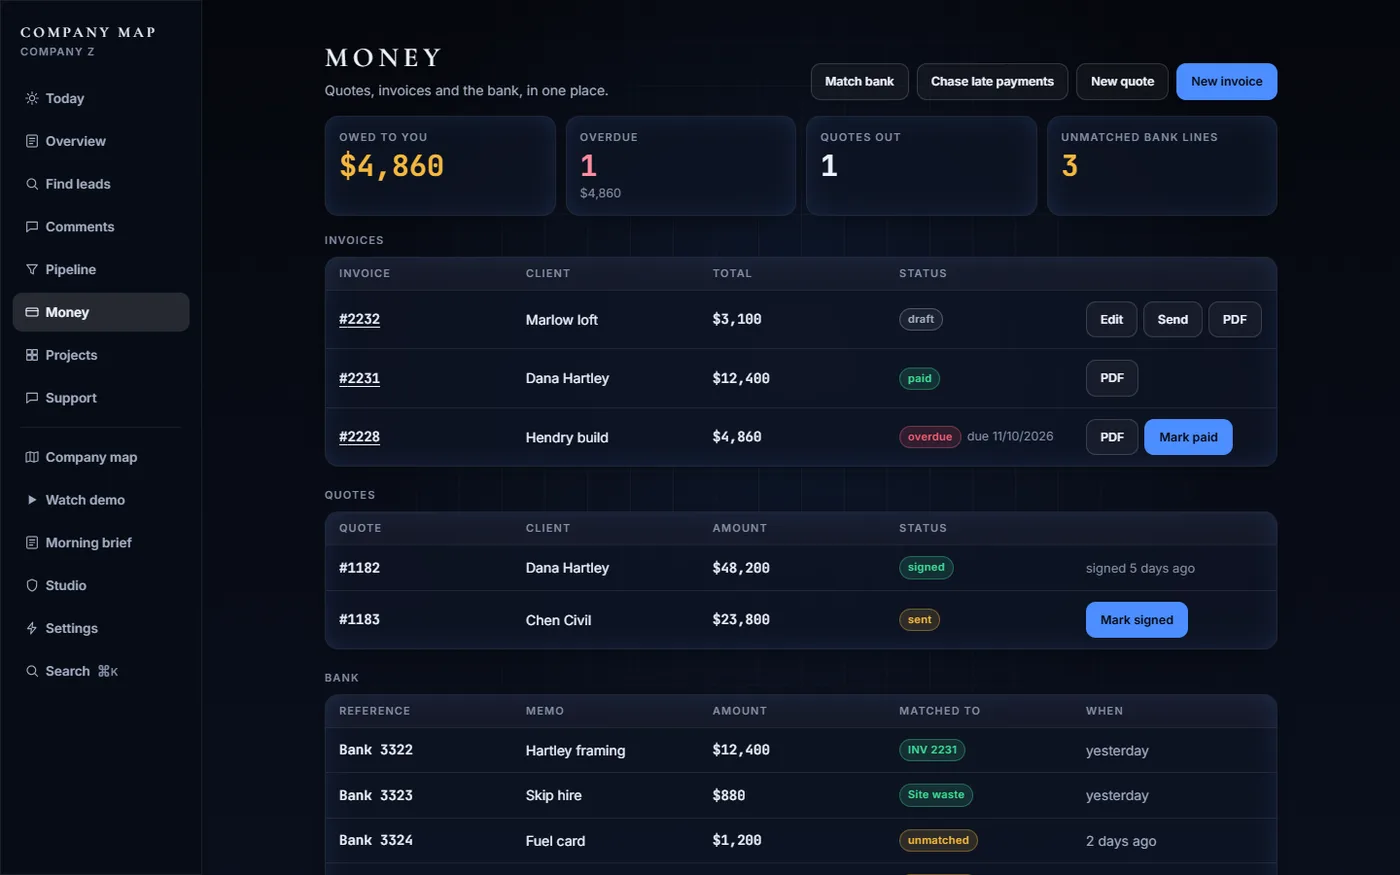 COMPANY MAP
COMPANY Z
Today
Overview
Find leads
Comments
Pipeline
Money
Projects
Support
Company map
Watch demo
Morning brief
Studio
Settings
Search ⌘K
MONEY
Quotes, invoices and the bank, in one place.
Match bank Chase late payments New quote New invoice
OWED TO YOU
$4,860
OVERDUE
1
$4,860
QUOTES OUT
1
UNMATCHED BANK LINES
3
INVOICES
INVOICE CLIENT TOTAL STATUS
#2232 Marlow loft $3,100 draft Edit Send PDF
#2231 Dana Hartley $12,400 paid PDF
#2228 Hendry build $4,860 overdue due 11/10/2026 PDF Mark paid
QUOTES
QUOTE CLIENT AMOUNT STATUS
#1182 Dana Hartley $48,200 signed signed 5 days ago
#1183 Chen Civil $23,800 sent Mark signed
BANK
REFERENCE MEMO AMOUNT MATCHED TO WHEN
Bank 3322 Hartley framing $12,400 INV 2231 yesterday
Bank 3323 Skip hire $880 Site waste yesterday
Bank 3324 Fuel card $1,200 unmatched 2 days ago